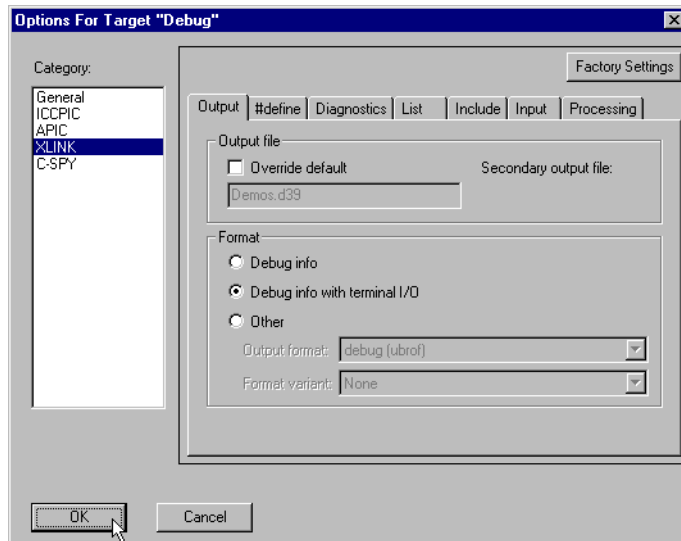 Options For Target "Debug"
Category:
Factory Settings
General
ICCPIC
APIC
XLINK
C-SPY
Output #define Diagnostics List Include Input Processing
Output file
Override default Secondary output file:
Demos.d39
Format
Debug info
Debug info with terminal I/O
Other
Output format: debug (ubrof)
Format variant: None
OK Cancel